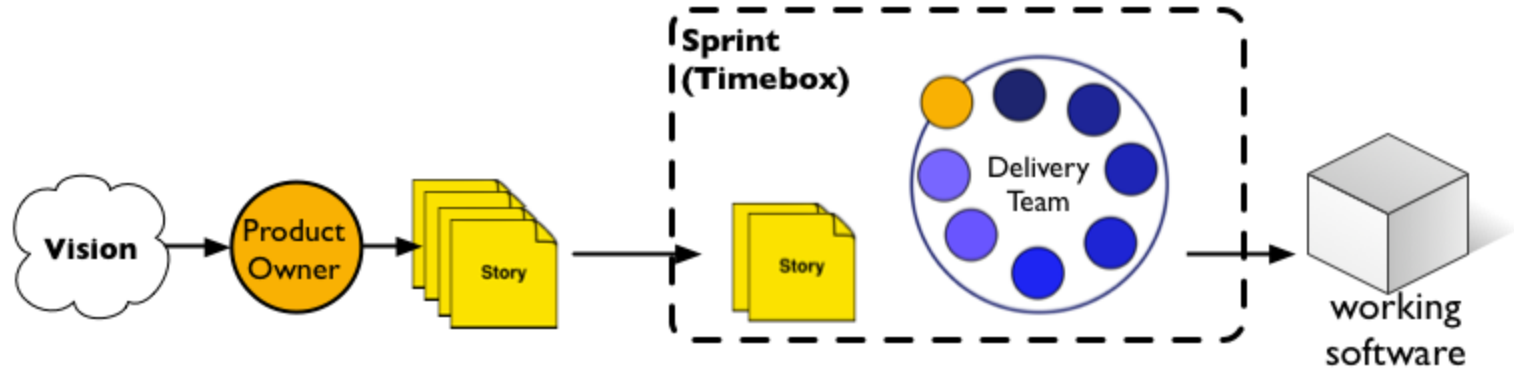 Vision
Product
Owner
Story
Sprint
(Timebox)
Story
Delivery
Team
working
software